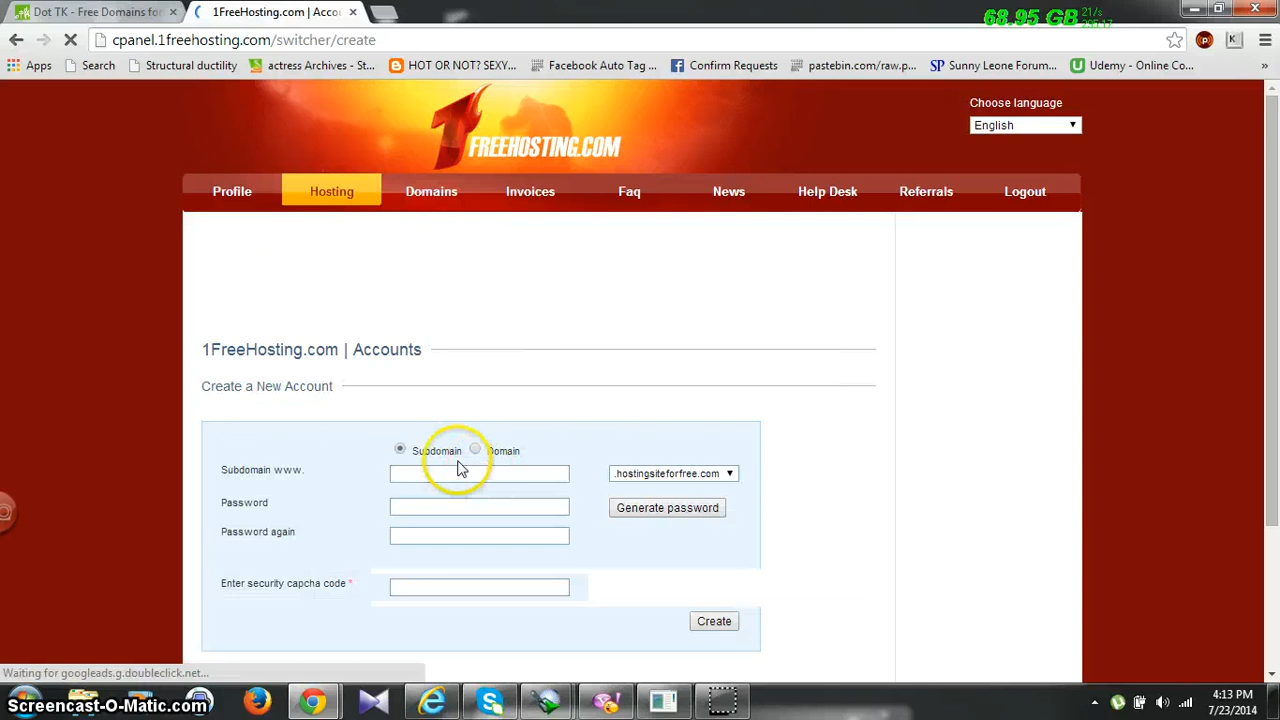 Dot TK - Free Domains for
1FreeHosting.com | Acco
68.95 GB
21/s
cpanel.1freehosting.com/switcher/create
Apps
Search
Structural ductility
actress Archives - St...
HOT OR NOT? SEXY...
Facebook Auto Tag ...
Confirm Requests
pastebin.com/raw.p...
SP Sunny Leone Forum...
Udemy - Online Co...
»
Choose language
English
1FREEHOSTING.COM
Profile
Hosting
Domains
Invoices
Faq
News
Help Desk
Referrals
Logout
1FreeHosting.com | Accounts
Create a New Account
Subdomain
Domain
Subdomain www.
.hostingsiteforfree.com
Password
Generate password
Password again
Enter security capcha code *
Create
Waiting for googleads.g.doubleclick.net...
Screencast-O-Matic.com
4:13 PM
7/23/2014